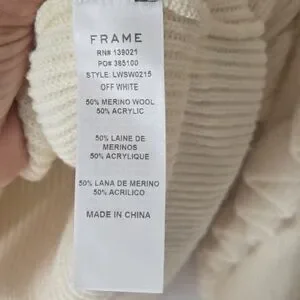 FRAME
RN# 139021
PO# 385100
STYLE: LWSW0215
OFF WHITE
50% MERINO WOOL
50% ACRYLIC
50% LAINE DE
MERINOS
50% ACRYLIQUE
50% LANA DE MERINO
50% ACRILICO
MADE IN CHINA